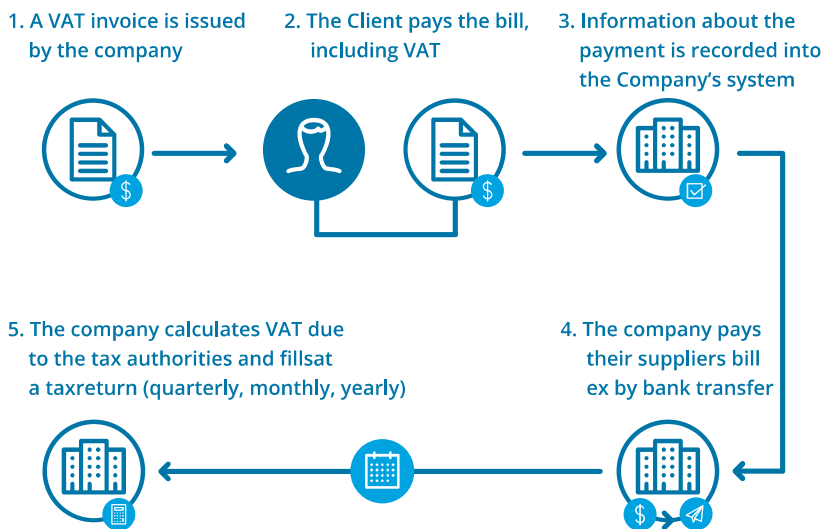 1. A VAT invoice is issued
by the company
2. The Client pays the bill,
including VAT
3. Information about the
payment is recorded into
the Company's system
$
$
4. The company pays
their suppliers bill
ex by bank transfer
5. The company calculates VAT due
to the tax authorities and fillsat
a taxreturn (quarterly, monthly, yearly)
$